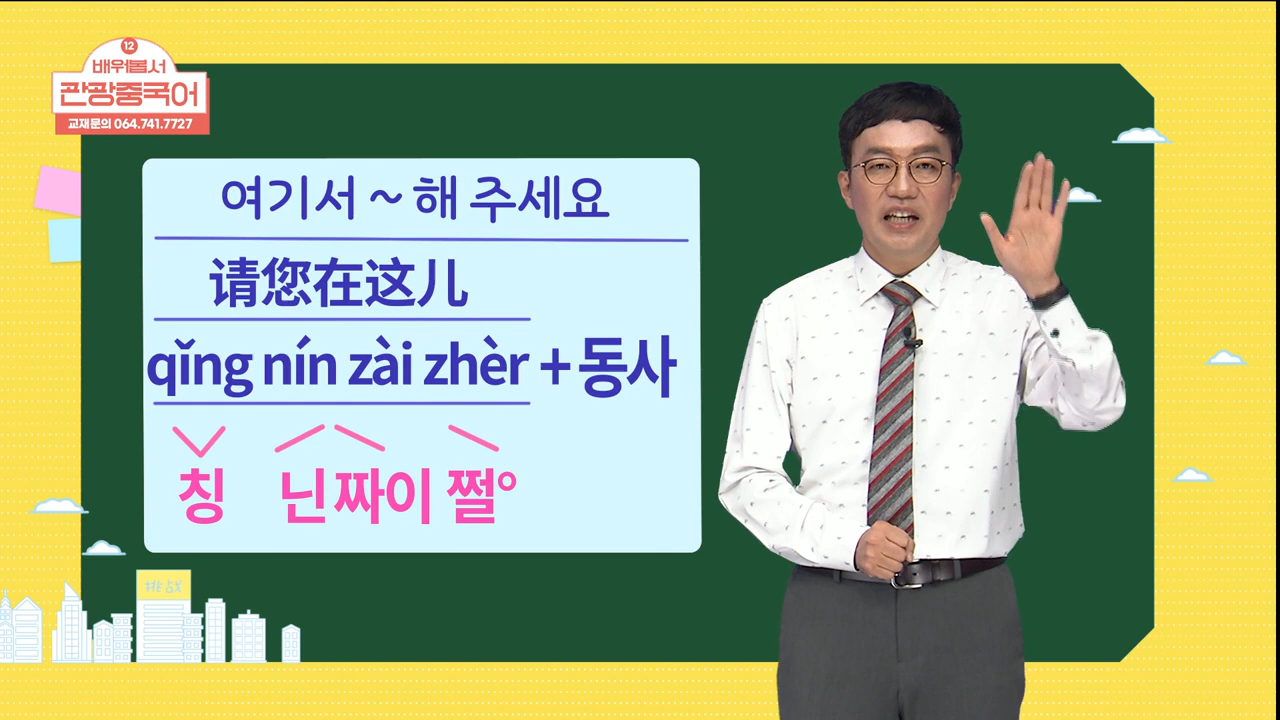 12
배워봅서
관광중국어
교재문의 064.741.7727
여기서 ~ 해 주세요
请您在这儿
qǐng nín zài zhèr + 동사
칭 닌 짜이 쩔°